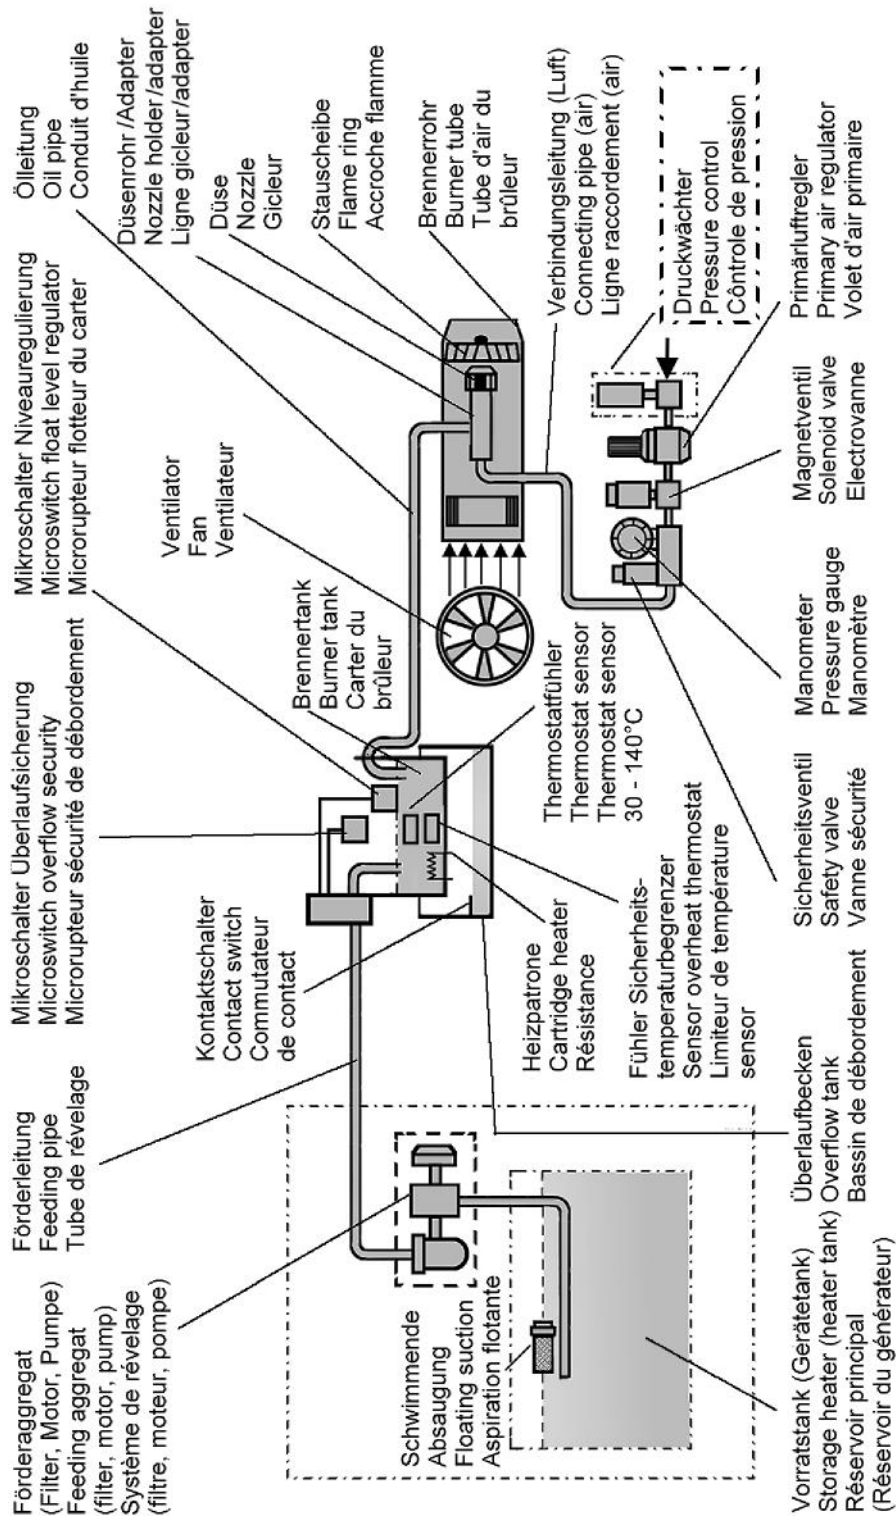 Förderaggregat
(Filter, Motor, Pumpe)
Feeding aggregat
(filter, motor, pump)
Système de révelage
(filtre, moteur, pompe)
Förderleitung
Feeding pipe
Tube de révelage
Mikroschalter Überlaufsicherung
Microswitch overflow security
Microrupteur sécurité de débordement
Mikroschalter Niveauregulierung
Microswitch float level regulator
Microrupteur flotteur du carter
Ölleitung
Oil pipe
Conduit d'huile
Düsenrohr /Adapter
Nozzle holder/adapter
Ligne gicleur/adapter
Düse
Nozzle
Gicleur
Stauscheibe
Flame ring
Accroche flamme
Brennerrohr
Burner tube
Tube d'air du
brûleur
Ventilator
Fan
Ventilateur
Kontaktschalter
Contact switch
Commutateur
de contact
Brennertank
Burner tank
Carter du
brûleur
Verbindungsleitung (Luft)
Connecting pipe (air)
Ligne raccordement (air)
Druckwächter
Pressure control
Côntrole de pression
Schwimmende
Absaugung
Floating suction
Aspiration flotante
Heizpatrone
Cartridge heater
Résistance
Thermostatfühler
Thermostat sensor
Thermostat sensor
30 - 140°C
Fühler Sicherheits-
temperaturbegrenzer
Sensor overheat thermostat
Limiteur de température
sensor
Vorratstank (Gerätetank)
Storage heater (heater tank)
Réservoir principal
(Réservoir du générateur)
Überlaufbecken
Overflow tank
Bassin de débordement
Sicherheitsventil
Safety valve
Vanne sécurité
Manometer
Pressure gauge
Manomètre
Magnetventil
Solenoid valve
Electrovanne
Primärluftregler
Primary air regulator
Volet d'air primaire